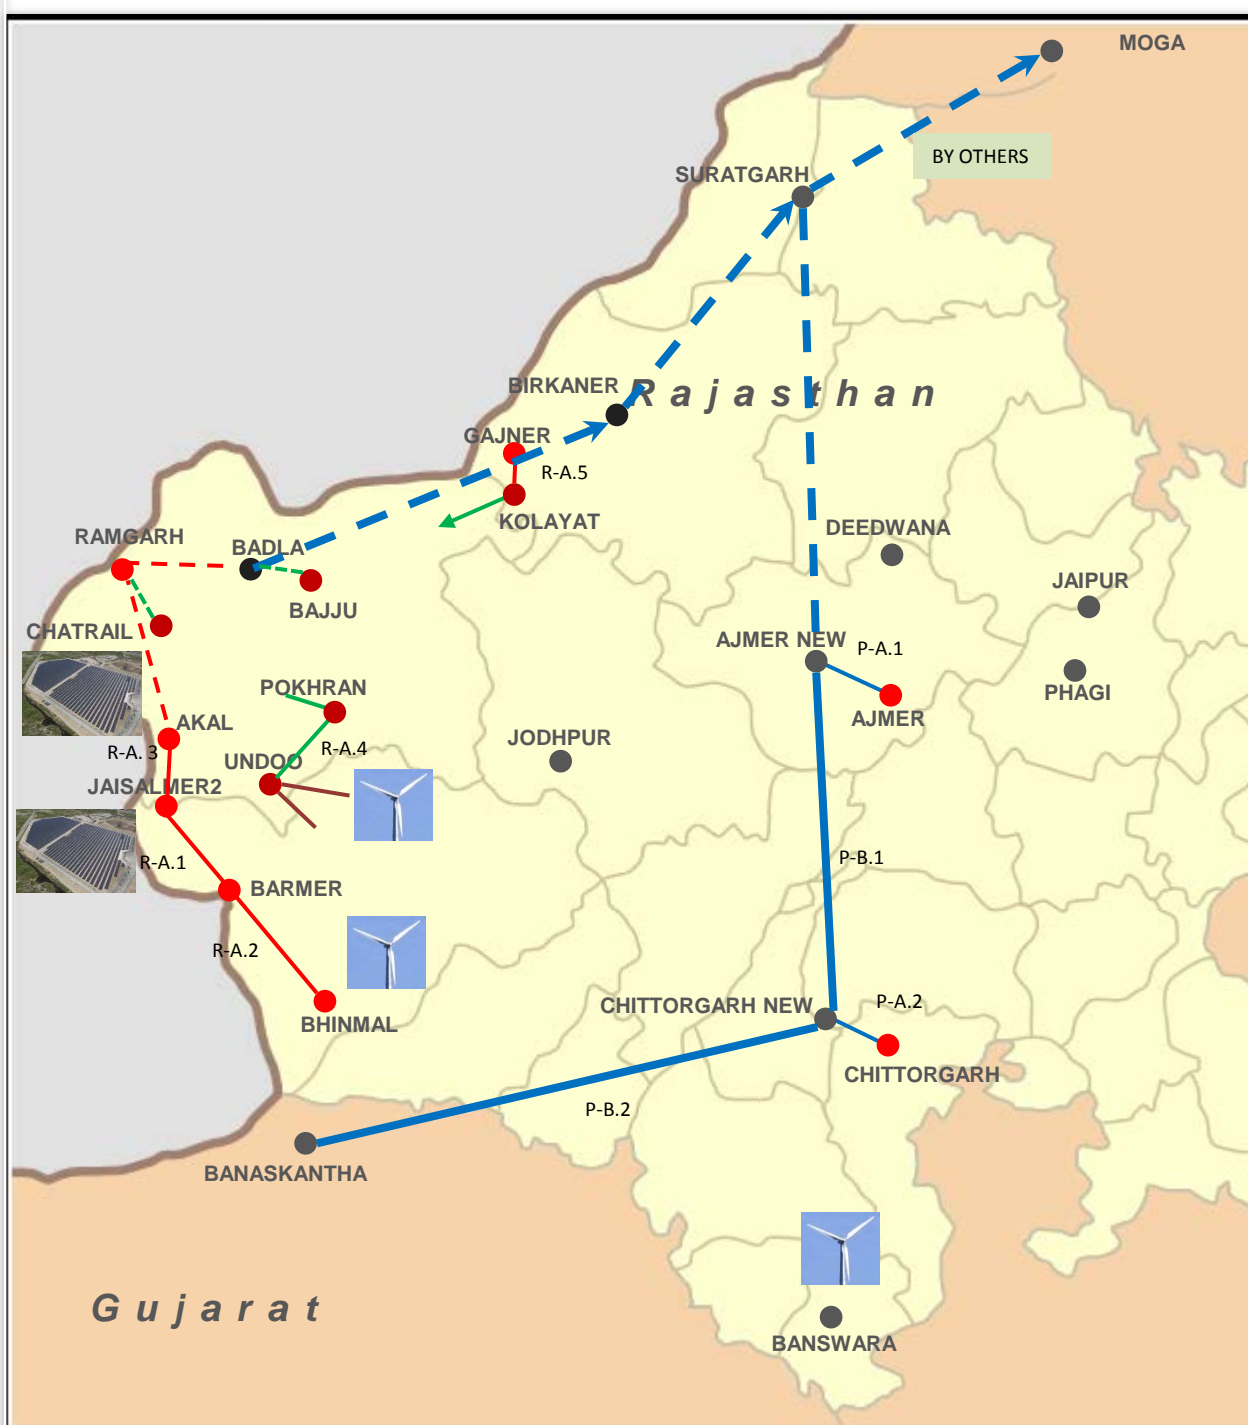 MOGA
BY OTHERS
SURATGARH
BIRKANER
Rajasthan
GAJNER
R-A.5
KOLAYAT
DEEDWANA
RAMGARH
BADLA
BAJJU
JAIPUR
CHATRAIL
AJMER NEW
P-A.1
POKHRAN
PHAGI
AKAL
AJMER
R-A. 3
UNDOO
R-A.4
JODHPUR
JAISALMER2
R-A.1
P-B.1
BARMER
R-A.2
CHITTORGARH NEW
P-A.2
BHINMAL
CHITTORGARH
P-B.2
BANASKANTHA
Gujarat
BANSWARA